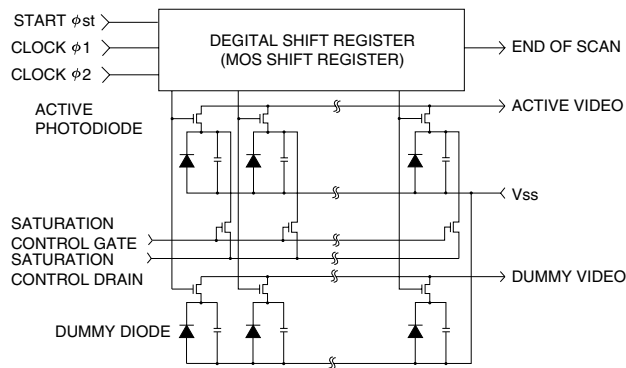 START φst
CLOCK φ1
CLOCK φ2
DEGITAL SHIFT REGISTER
(MOS SHIFT REGISTER)
END OF SCAN
ACTIVE
PHOTODIODE
ACTIVE VIDEO
Vss
SATURATION
CONTROL GATE
SATURATION
CONTROL DRAIN
DUMMY VIDEO
DUMMY DIODE